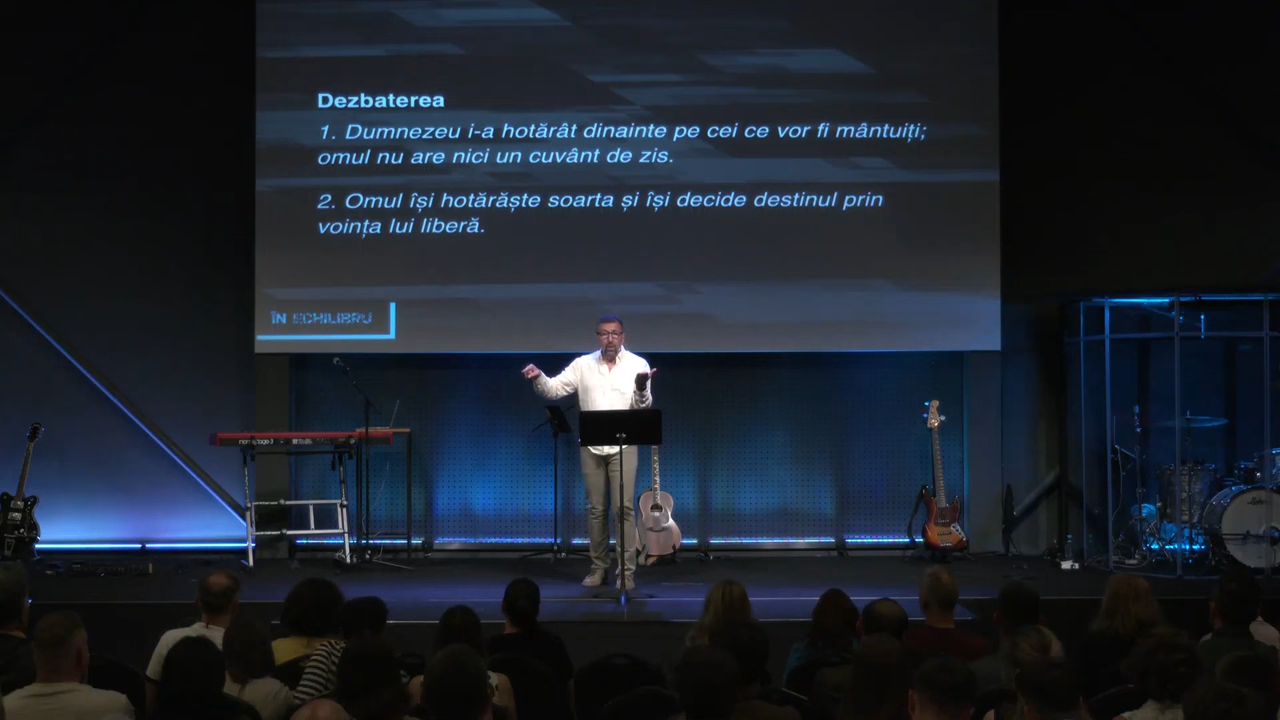 Dezbaterea
1. Dumnezeu i-a hotărât dinainte pe cei ce vor fi mântuiți;
omul nu are nici un cuvânt de zis.
2. Omul își hotărăște soarta și își decide destinul prin
voința lui liberă.
ÎN ECHILIBRU